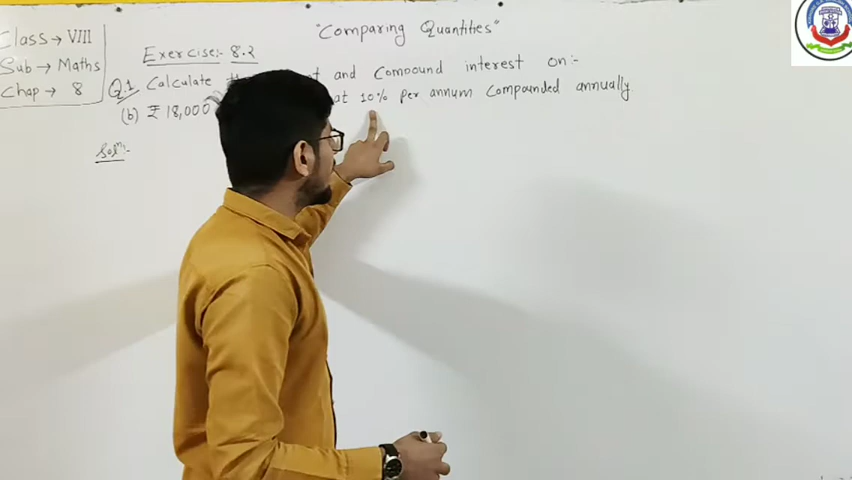 "Comparing Quantities"
Class → VIII
Sub → Maths
Chap → 8
Exercise:- 8.2
Q.1 Calculate and Compound interest on:-
(b) ₹ 18,000 at 10% per annum Compounded annually
Solⁿ:-